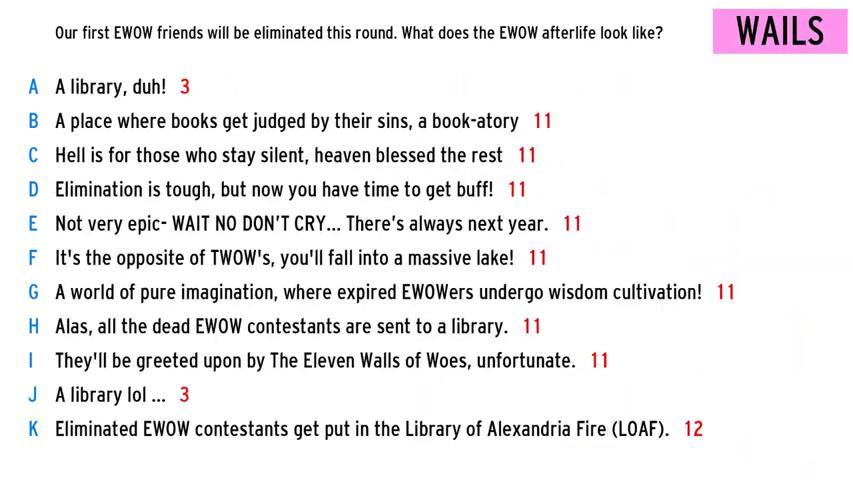 Our first EWOW friends will be eliminated this round. What does the EWOW afterlife look like?
WAILS
A A library, duh! 3
B A place where books get judged by their sins, a book-atory 11
C Hell is for those who stay silent, heaven blessed the rest 11
D Elimination is tough, but now you have time to get buff! 11
E Not very epic- WAIT NO DON'T CRY... There's always next year. 11
F It's the opposite of TWOW's, you'll fall into a massive lake! 11
G A world of pure imagination, where expired EWOWers undergo wisdom cultivation! 11
H Alas, all the dead EWOW contestants are sent to a library. 11
I They'll be greeted upon by The Eleven Walls of Woes, unfortunate. 11
J A library lol ... 3
K Eliminated EWOW contestants get put in the Library of Alexandria Fire (LOAF). 12